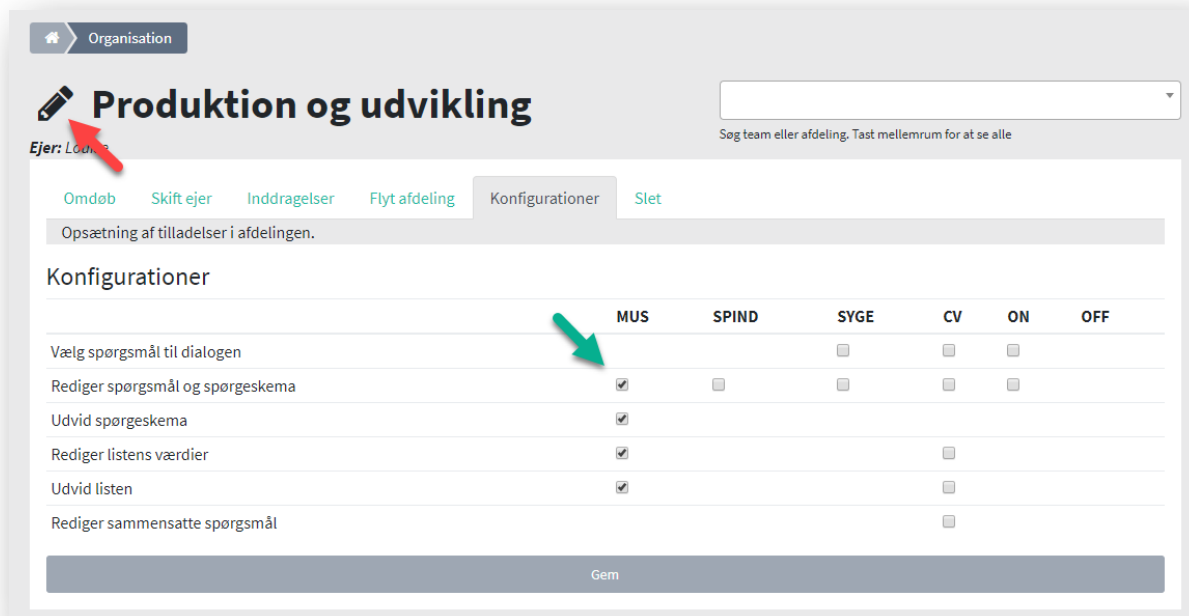 Organisation
Produktion og udvikling
Søg team eller afdeling. Tast mellemrum for at se alle
Ejer:
Omdøb Skift ejer Inddragelser Flyt afdeling Konfigurationer Slet
Opsætning af tilladelser i afdelingen.
Konfigurationer
MUS SPIND SYGE CV ON OFF
Vælg spørgsmål til dialogen
Rediger spørgsmål og spørgeskema
Udvid spørgeskema
Rediger listens værdier
Udvid listen
Rediger sammensatte spørgsmål
Gem